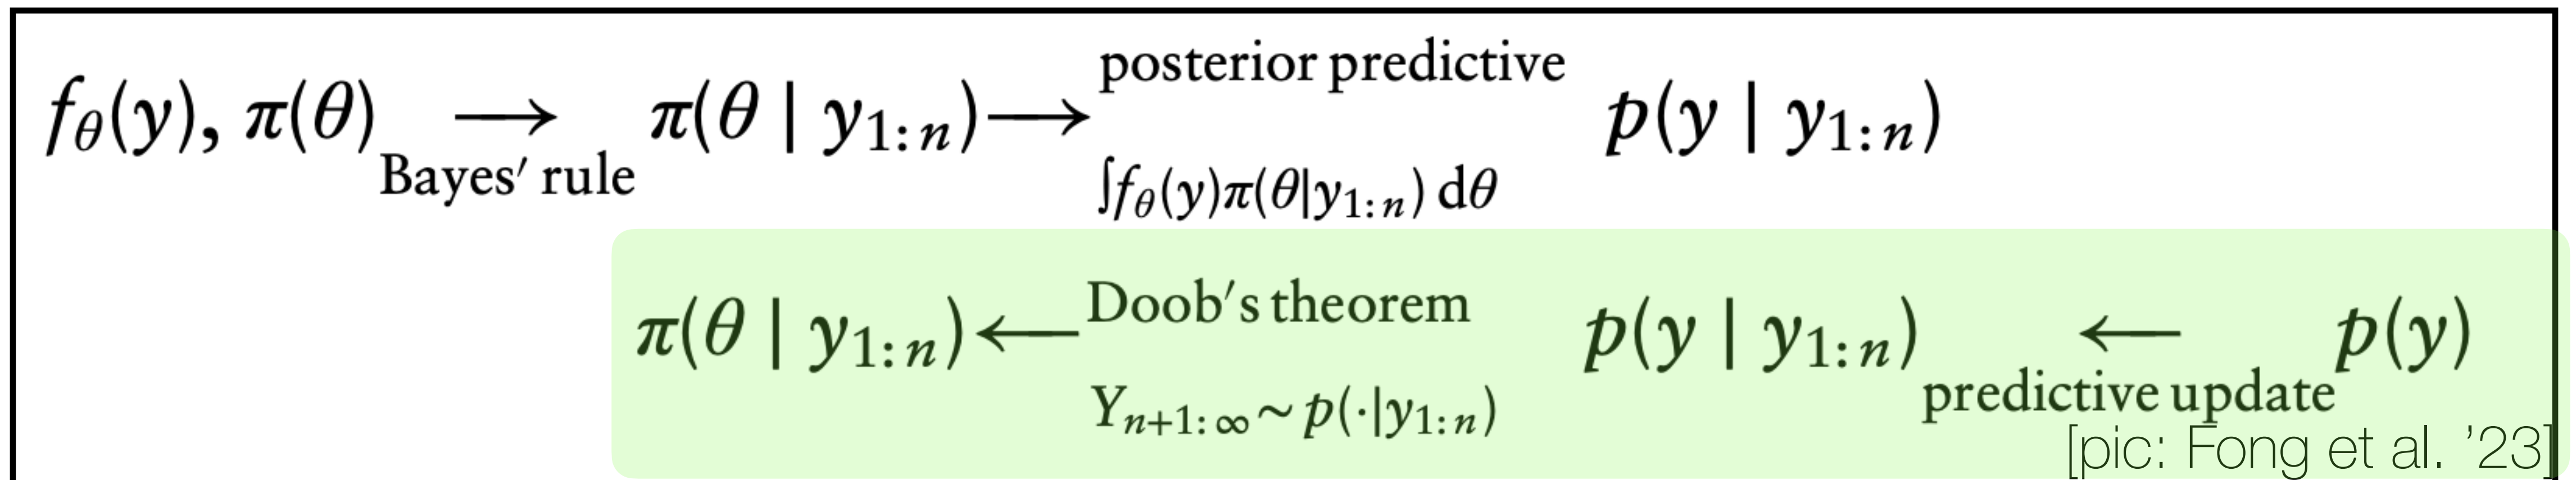 posterior predictive
f_θ(y), π(θ) ⟶ π(θ | y_{1:n}) ⟶ p(y | y_{1:n})
Bayes′ rule
∫f_θ(y)π(θ|y_{1:n}) dθ
Doob′s theorem
π(θ | y_{1:n}) ⟵ p(y | y_{1:n}) ⟵ p(y)
predictive update
Y_{n+1:∞} ~ p(·|y_{1:n})
[pic: Fong et al. ’23]